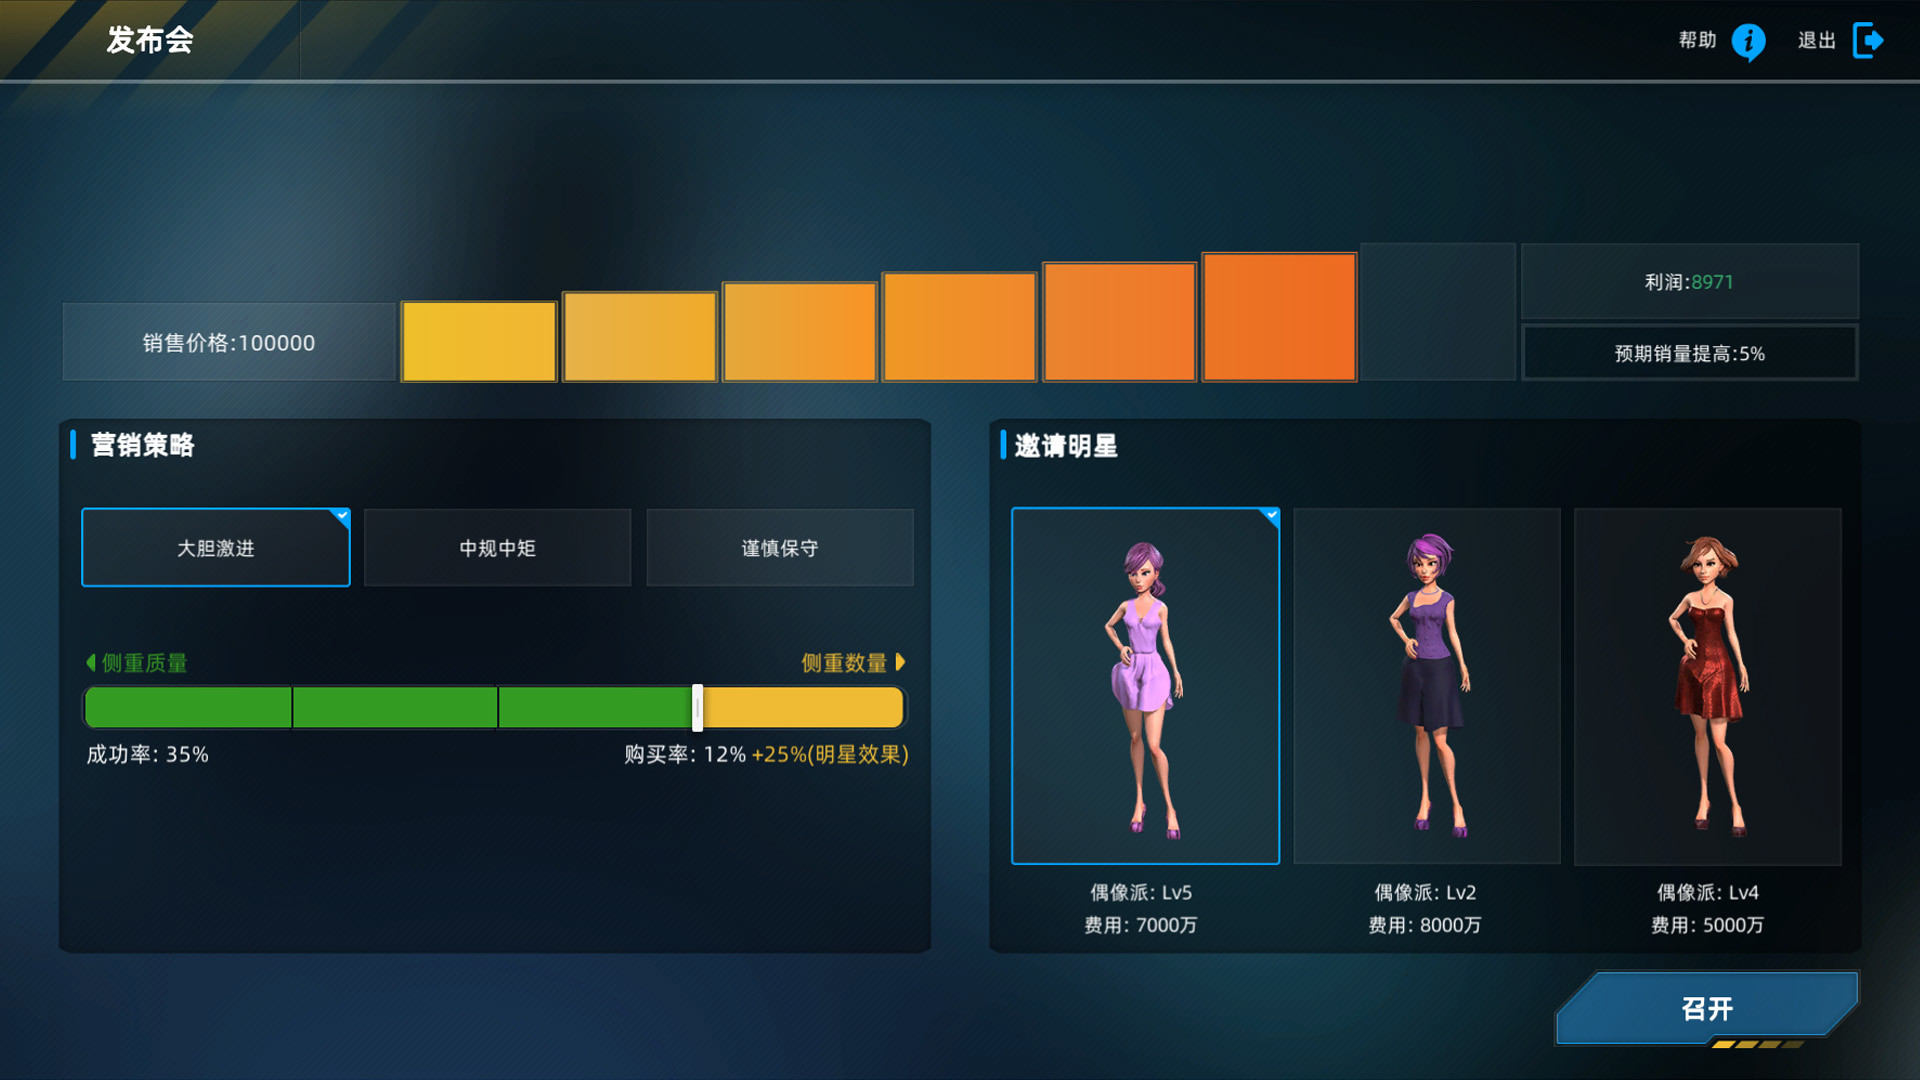 发布会
帮助
退出
销售价格:100000
利润:8971
预期销量提高:5%
营销策略
大胆激进
中规中矩
谨慎保守
侧重质量
侧重数量
成功率: 35%
购买率: 12% +25%(明星效果)
邀请明星
偶像派: Lv5
费用: 7000万
偶像派: Lv2
费用: 8000万
偶像派: Lv4
费用: 5000万
召开